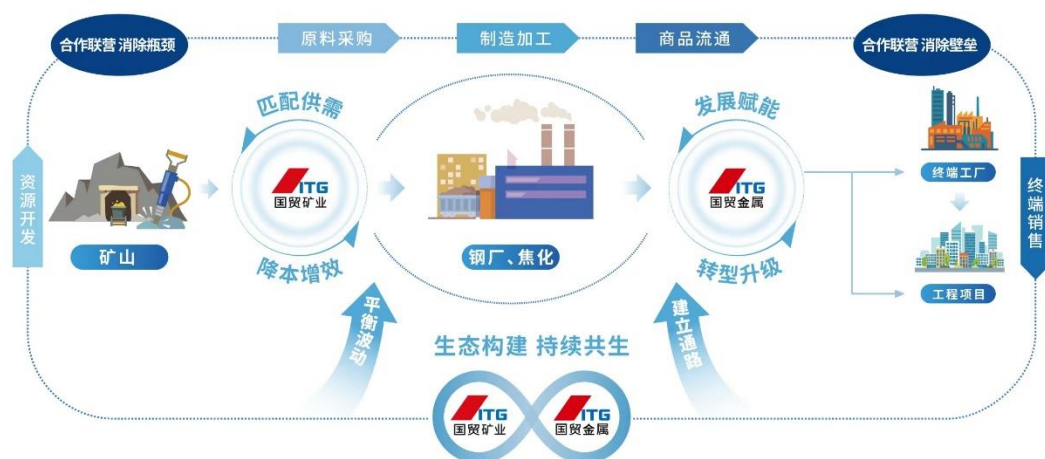 合作联营 消除瓶颈
原料采购
制造加工
商品流通
合作联营 消除壁垒
资源开发
矿山
匹配供需
ITG
国贸矿业
降本增效
钢厂、焦化
发展赋能
ITG
国贸金属
转型升级
终端工厂
工程项目
终端销售
平衡波动
建立通路
生态构建 持续共生
ITG
国贸矿业
ITG
国贸金属